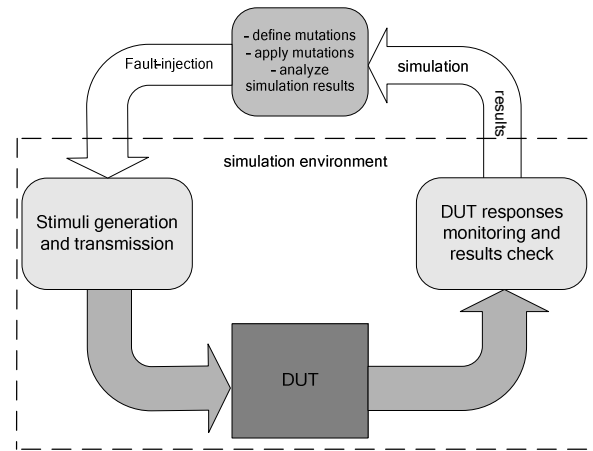 - define mutations
- apply mutations
- analyze
simulation results
Fault-injection
simulation
results
simulation environment
Stimuli generation
and transmission
DUT responses
monitoring and
results check
DUT